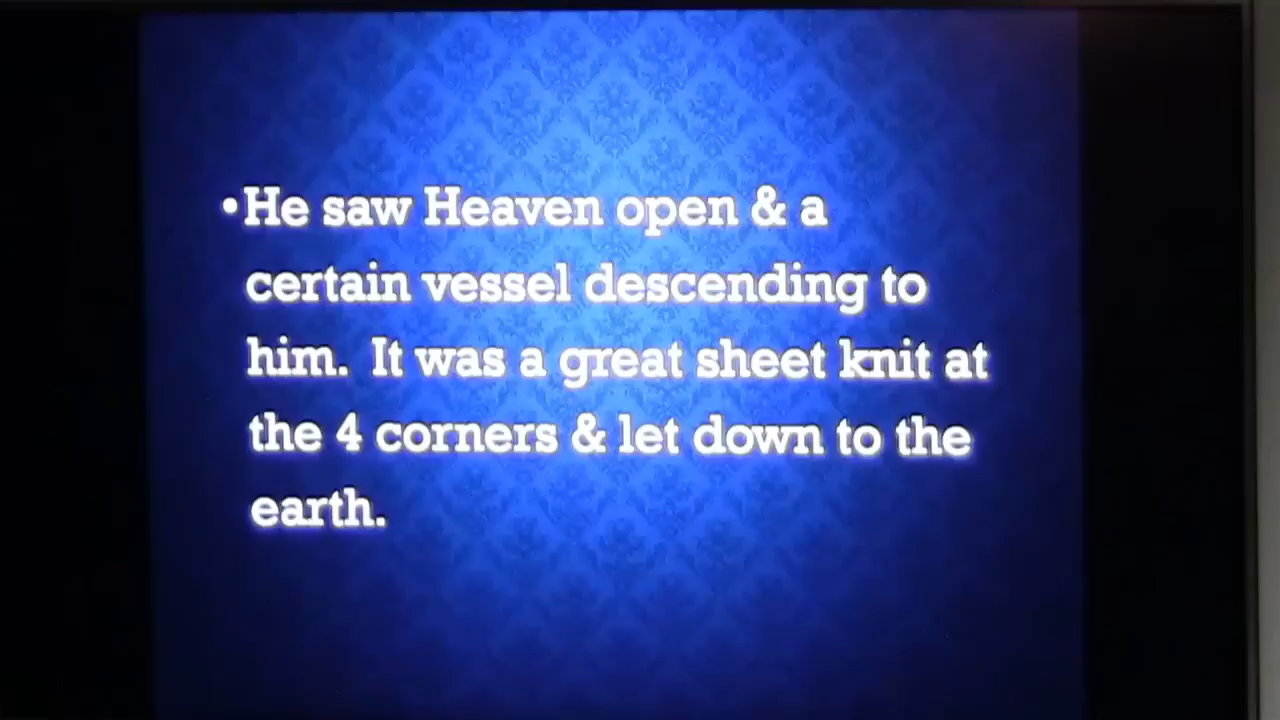 •He saw Heaven open & a
certain vessel descending to
him.  It was a great sheet knit at
the 4 corners & let down to the
earth.